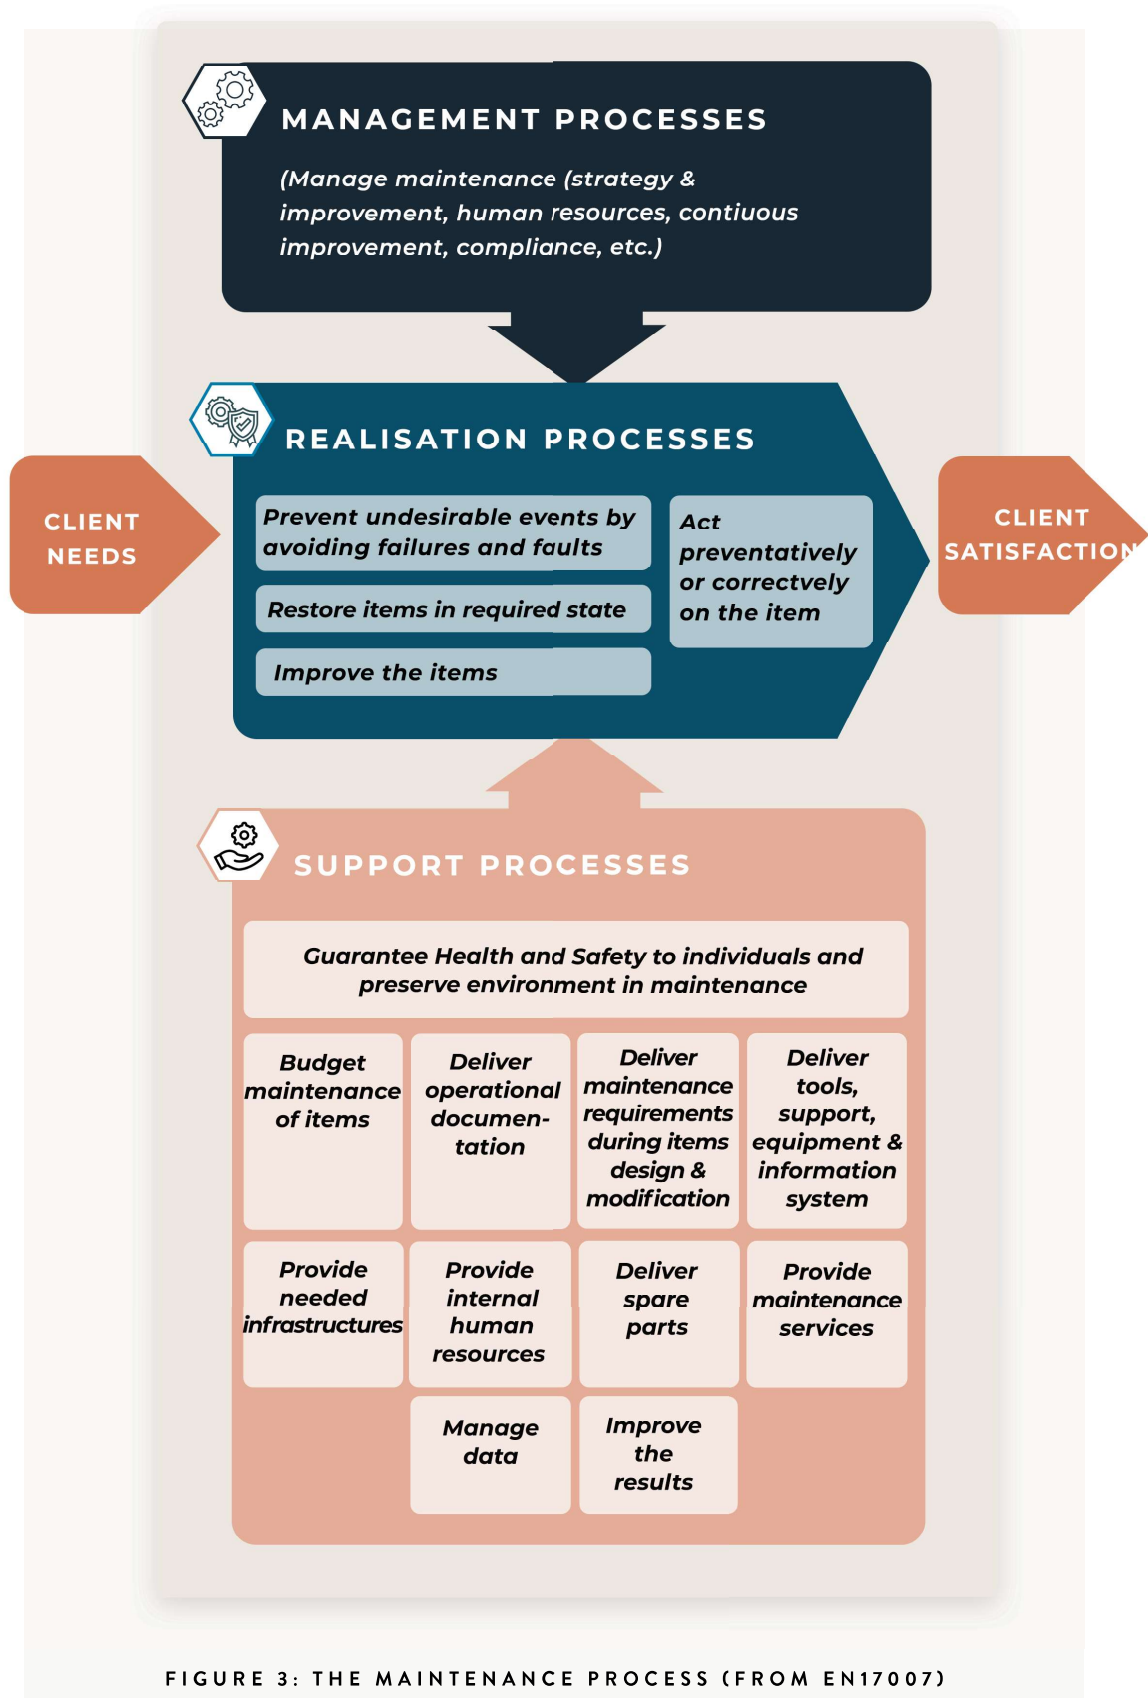 MANAGEMENT PROCESSES
(Manage maintenance (strategy &
improvement, human resources, contiuous
improvement, compliance, etc.)
REALISATION PROCESSES
CLIENT
NEEDS
Prevent undesirable events by
avoiding failures and faults
Restore items in required state
Improve the items
Act
preventatively
or correctvely
on the item
CLIENT
SATISFACTION
SUPPORT PROCESSES
Guarantee Health and Safety to individuals and
preserve environment in maintenance
Budget
maintenance
of items
Deliver
operational
documen-
tation
Deliver
maintenance
requirements
during items
design &
modification
Deliver
tools,
support,
equipment &
information
system
Provide
needed
infrastructures
Provide
internal
human
resources
Deliver
spare
parts
Provide
maintenance
services
Manage
data
Improve
the
results
FIGURE 3: THE MAINTENANCE PROCESS (FROM EN17007)